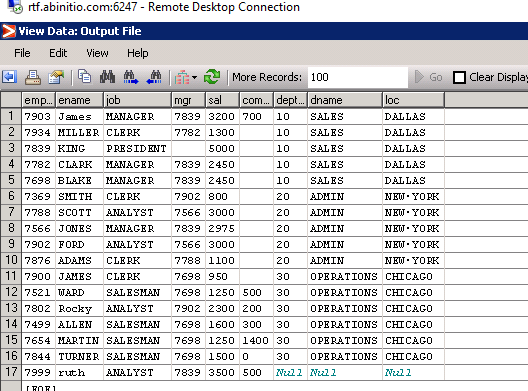 rtf.abinitio.com:6247 - Remote Desktop Connection
View Data: Output File
File Edit View Help
More Records: 100 Go Clear Display
emp... ename job mgr sal com... dept... dname loc
1 7903 James MANAGER 7839 3200 700 10 SALES DALLAS
2 7934 MILLER CLERK 7782 1300 10 SALES DALLAS
3 7839 KING PRESIDENT 5000 10 SALES DALLAS
4 7782 CLARK MANAGER 7839 2450 10 SALES DALLAS
5 7698 BLAKE MANAGER 7839 2450 10 SALES DALLAS
6 7369 SMITH CLERK 7902 800 20 ADMIN NEW·YORK
7 7788 SCOTT ANALYST 7566 3000 20 ADMIN NEW·YORK
8 7566 JONES MANAGER 7839 2975 20 ADMIN NEW·YORK
9 7902 FORD ANALYST 7566 3000 20 ADMIN NEW·YORK
10 7876 ADAMS CLERK 7788 1100 20 ADMIN NEW·YORK
11 7900 JAMES CLERK 7698 950 30 OPERATIONS CHICAGO
12 7521 WARD SALESMAN 7698 1250 500 30 OPERATIONS CHICAGO
13 7802 Rocky ANALYST 7902 2300 200 30 OPERATIONS CHICAGO
14 7499 ALLEN SALESMAN 7698 1600 300 30 OPERATIONS CHICAGO
15 7654 MARTIN SALESMAN 7698 1250 1400 30 OPERATIONS CHICAGO
16 7844 TURNER SALESMAN 7698 1500 0 30 OPERATIONS CHICAGO
17 7999 ruth ANALYST 7839 3500 500 Null Null Null
[EOF]